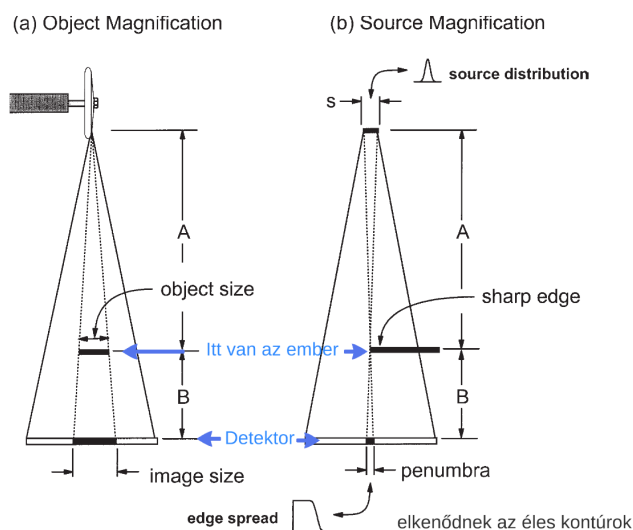 (a) Object Magnification
(b) Source Magnification
source distribution
s
A
A
object size
sharp edge
Itt van az ember
B
B
Detektor
image size
penumbra
edge spread
elkenődnek az éles kontúrok